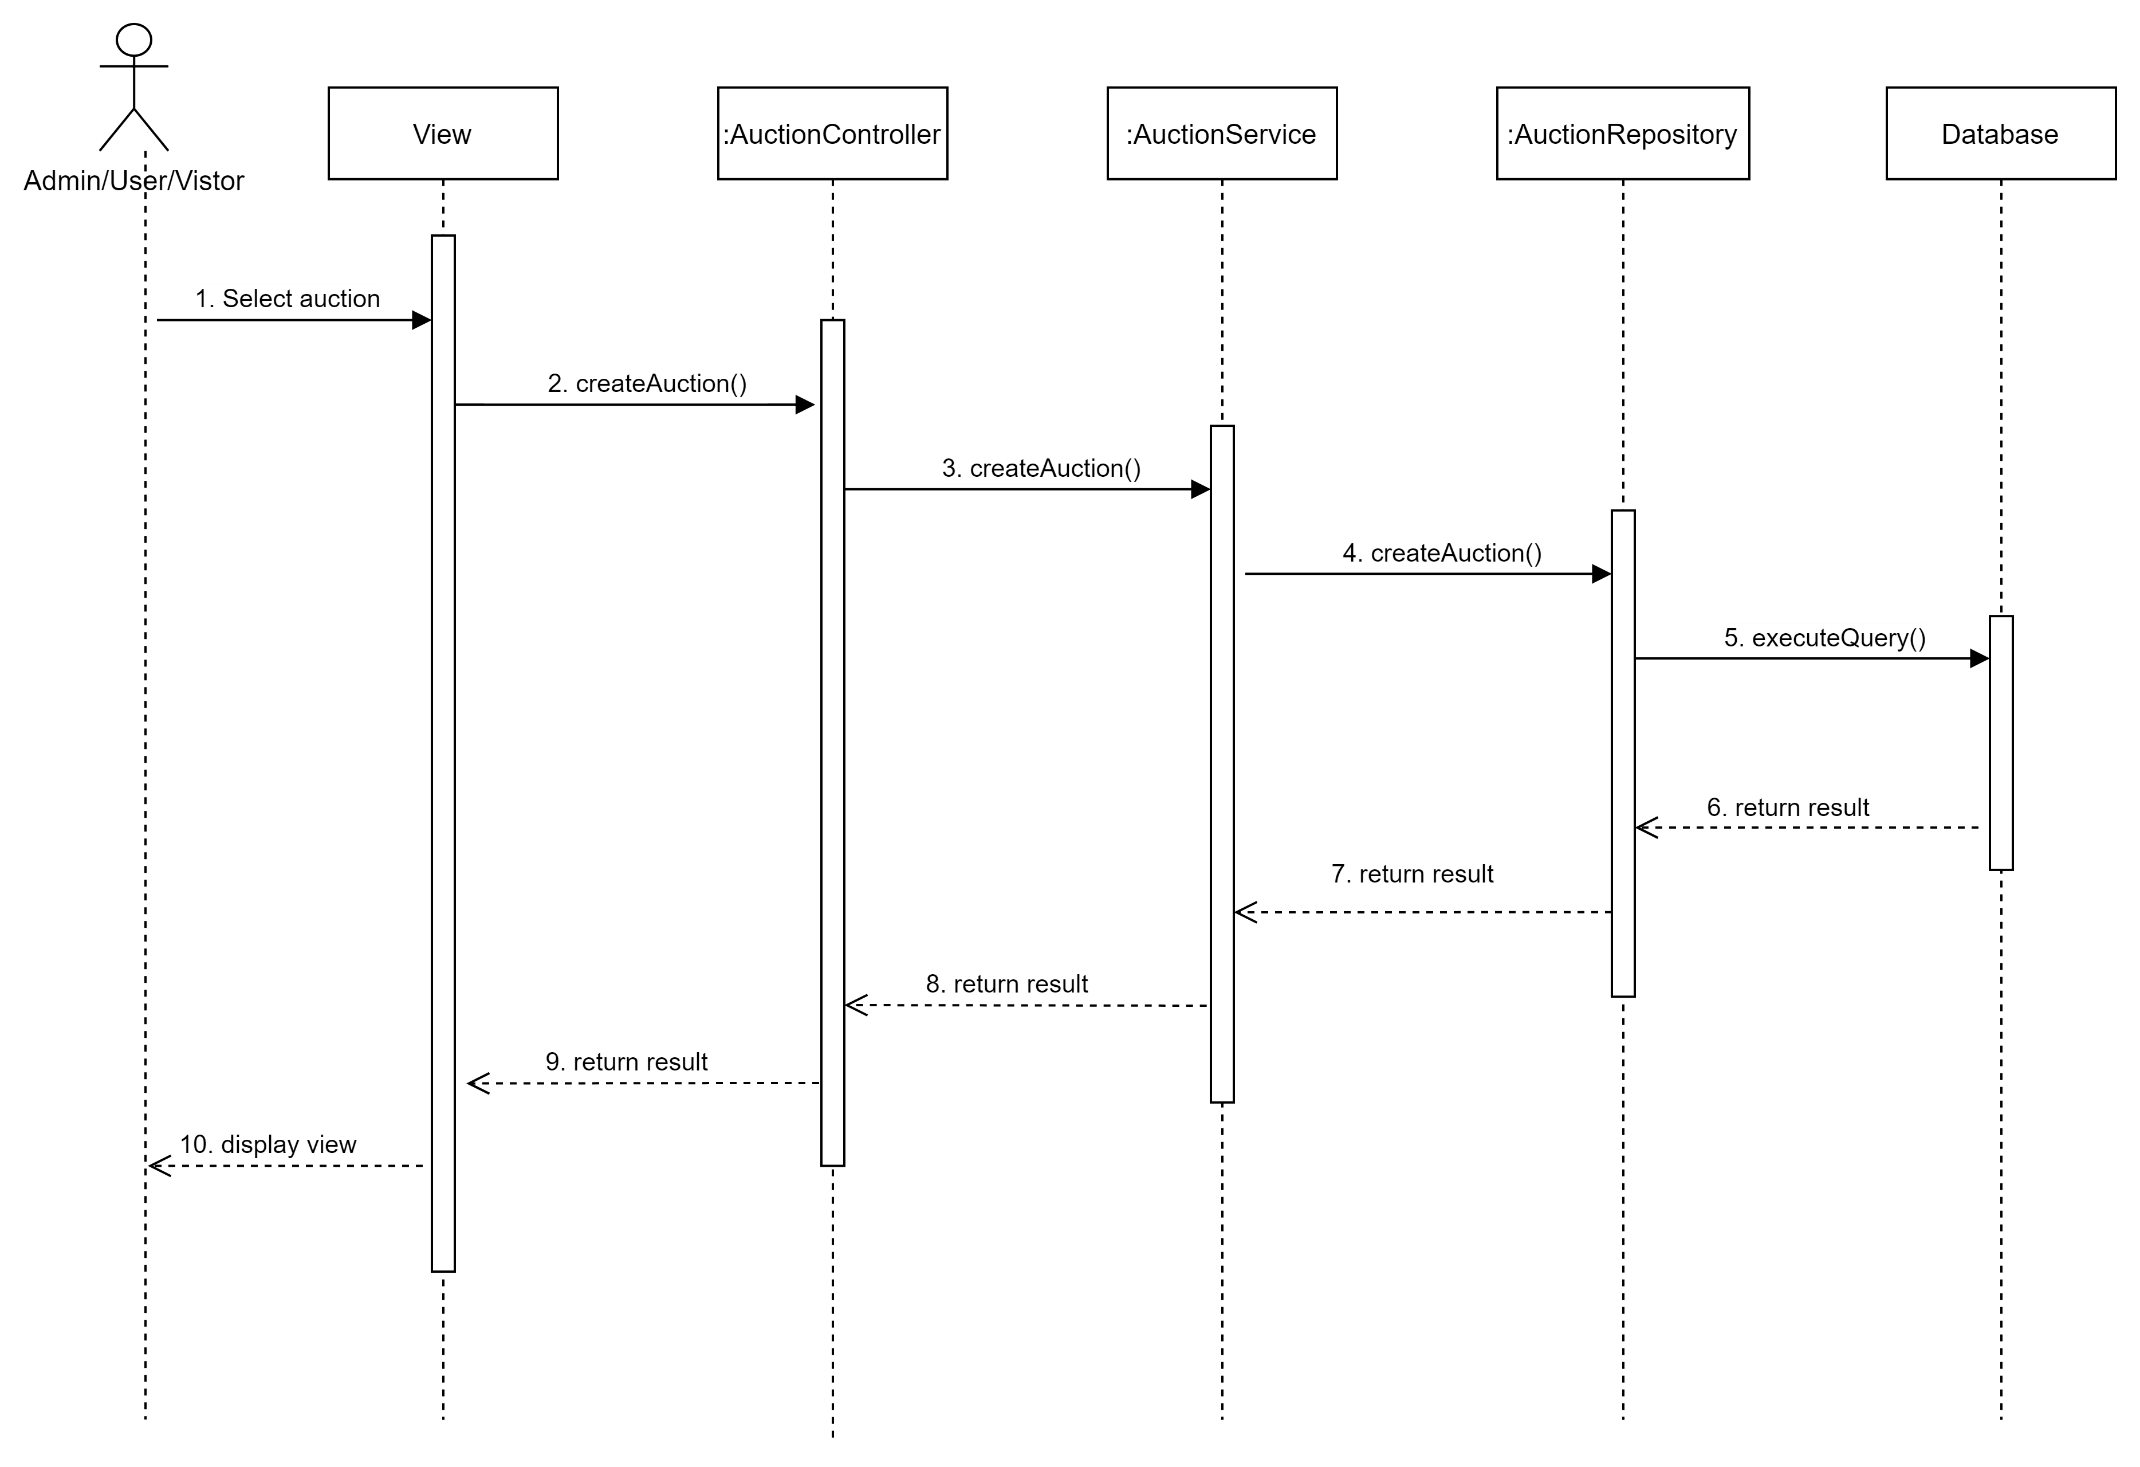 View
:AuctionController
:AuctionService
:AuctionRepository
Database
Admin/User/Vistor
1. Select auction
2. createAuction()
3. createAuction()
4. createAuction()
5. executeQuery()
6. return result
7. return result
8. return result
9. return result
10. display view